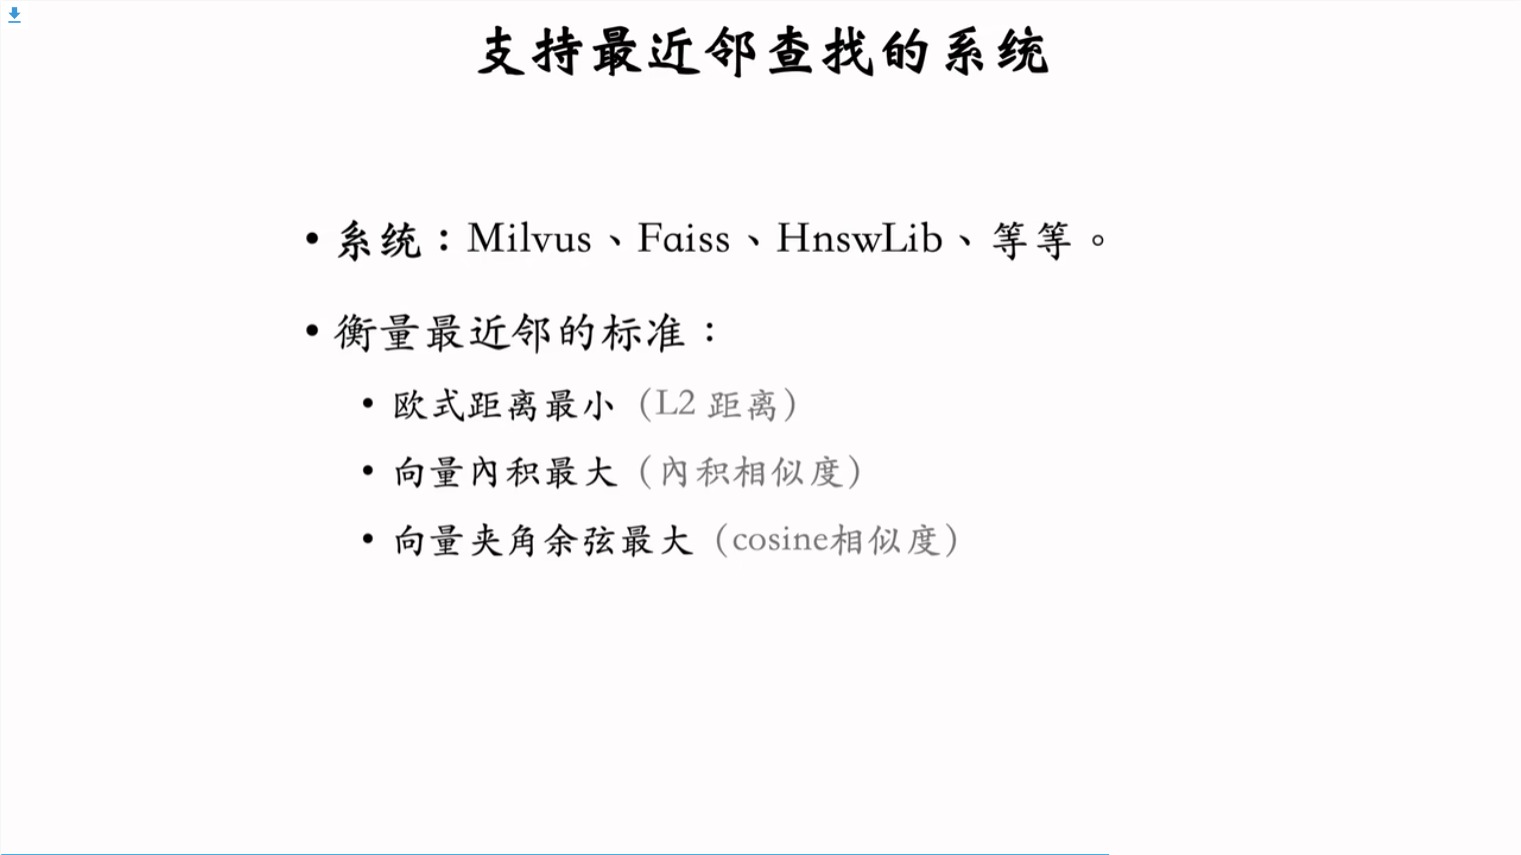 支持最近邻查找的系统
• 系统：Milvus、Faiss、HnswLib、等等。
• 衡量最近邻的标准：
• 欧式距离最小（L2 距离）
• 向量內积最大（內积相似度）
• 向量夹角余弦最大（cosine相似度）